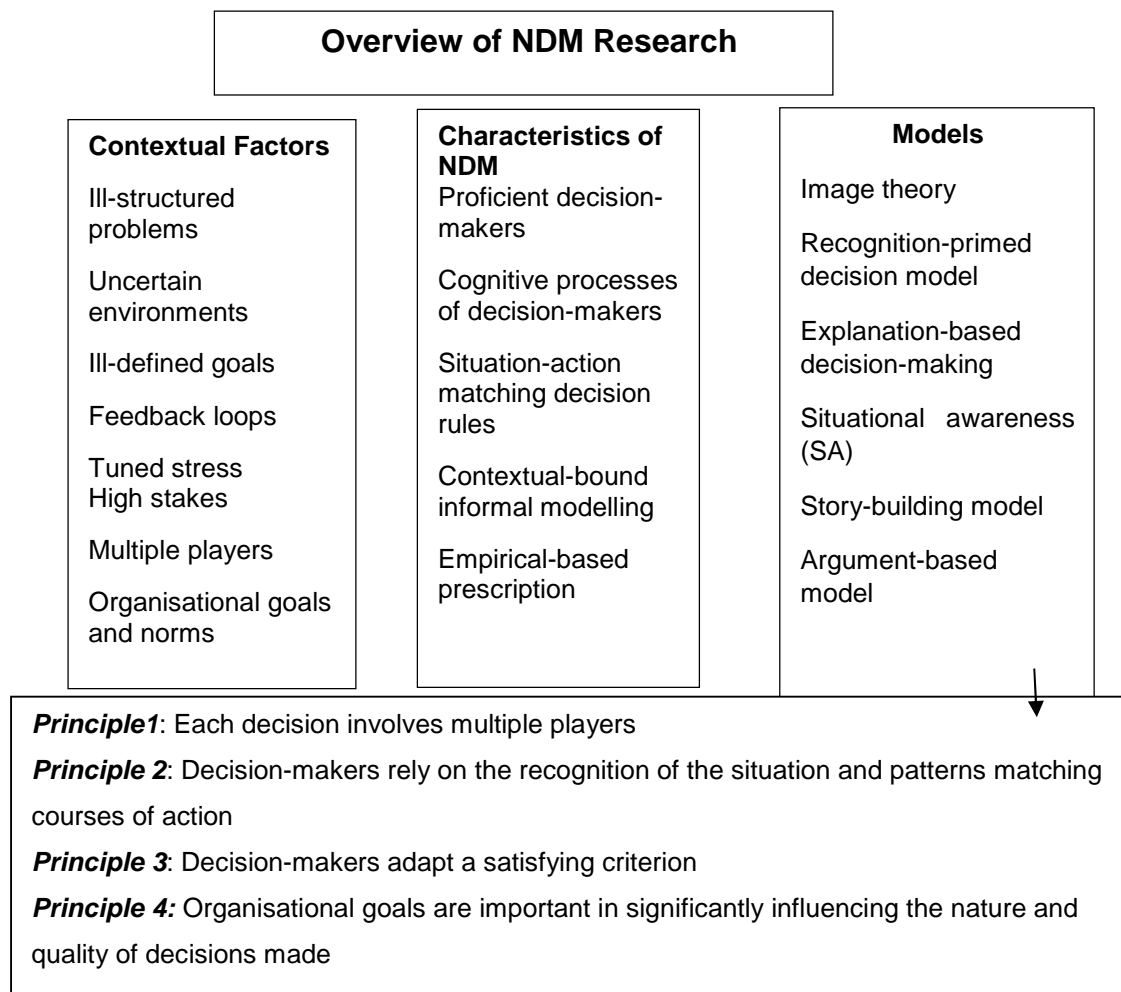 Overview of NDM Research
Contextual Factors
Ill-structured
problems
Uncertain
environments
Ill-defined goals
Feedback loops
Tuned stress
High stakes
Multiple players
Organisational goals
and norms
Characteristics of
NDM
Proficient decision-
makers
Cognitive processes
of decision-makers
Situation-action
matching decision
rules
Contextual-bound
informal modelling
Empirical-based
prescription
Models
Image theory
Recognition-primed
decision model
Explanation-based
decision-making
Situational awareness
(SA)
Story-building model
Argument-based
model
Principle1: Each decision involves multiple players
Principle 2: Decision-makers rely on the recognition of the situation and patterns matching
courses of action
Principle 3: Decision-makers adapt a satisfying criterion
Principle 4: Organisational goals are important in significantly influencing the nature and
quality of decisions made